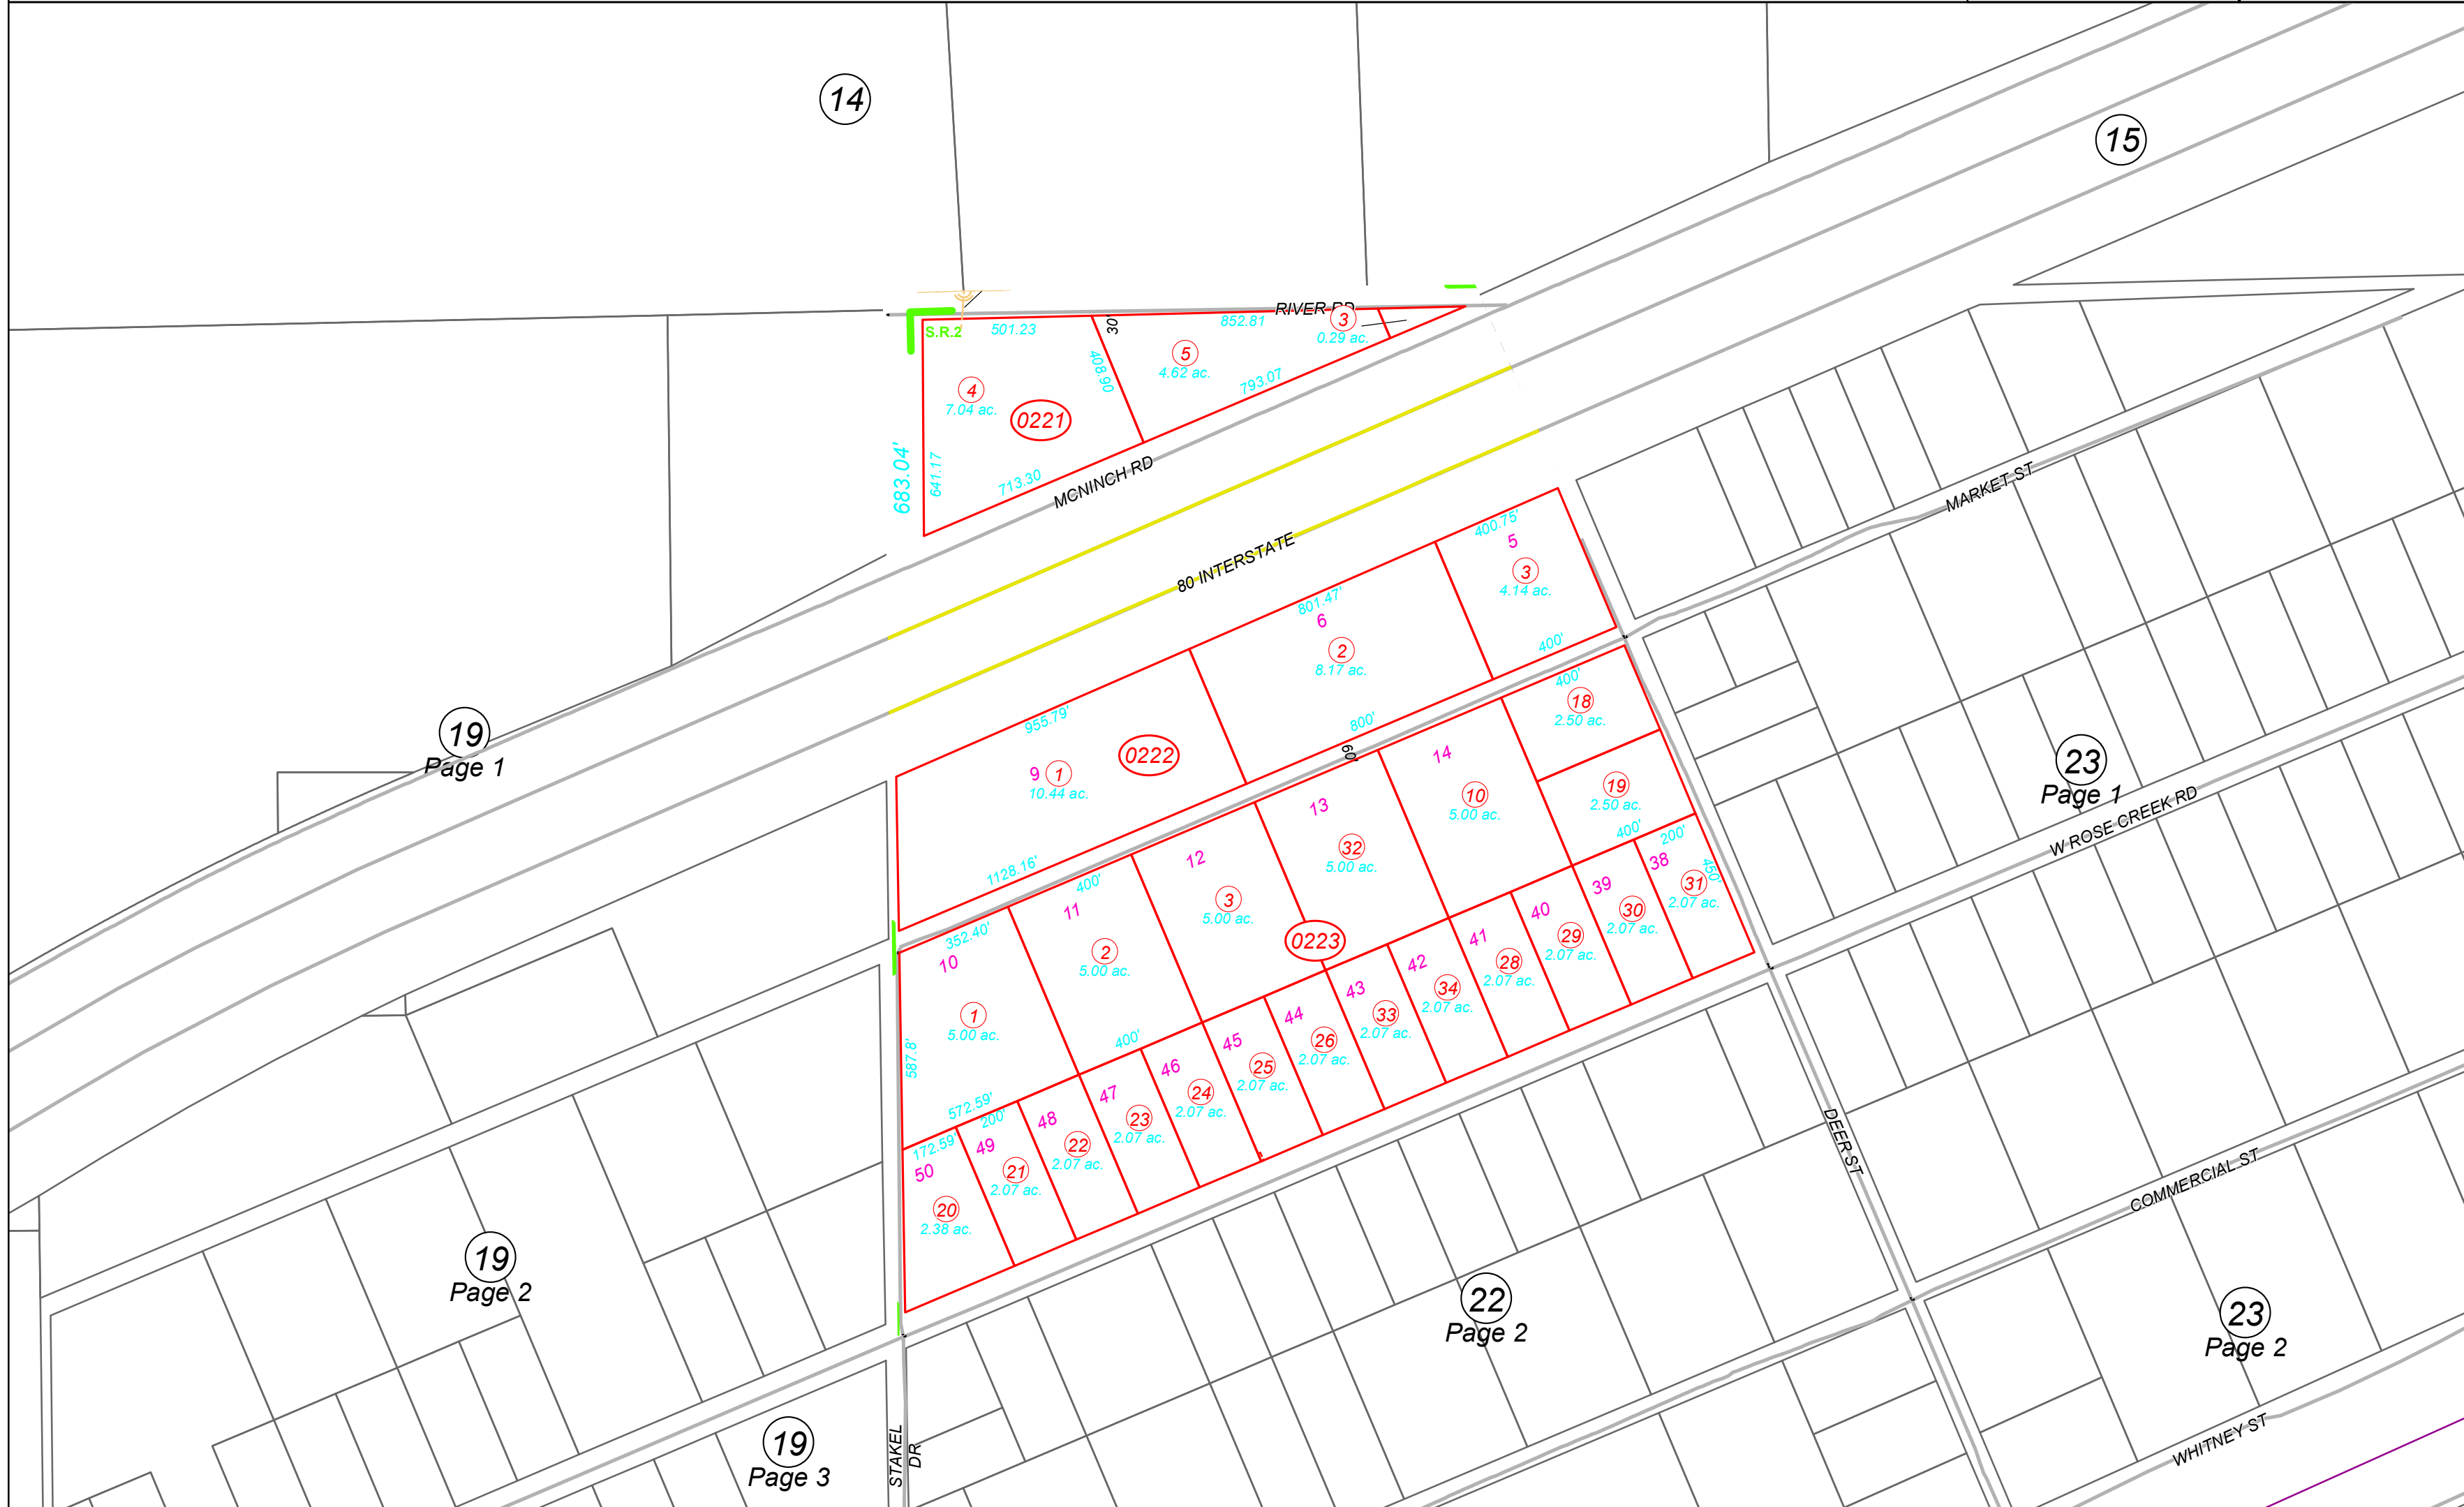 14
15
RIVER RD
S.R.2
501.23
30'
852.81
3
0.29 ac.
5
4.62 ac.
408.90
793.07
4
7.04 ac.
0221
683.04'
641.17
713.30
MCNINCH RD
80 INTERSTATE
MARKET ST
400.75'
5
3
4.14 ac.
400'
801.47'
6
2
8.17 ac.
800'
955.79'
0222
9
1
10.44 ac.
1128.16'
60'
19
Page 1
23
Page 1
W ROSE CREEK RD
400'
18
2.50 ac.
19
2.50 ac.
400'
14
10
5.00 ac.
13
32
5.00 ac.
12
3
5.00 ac.
0223
400'
11
2
5.00 ac.
400'
352.40'
10
1
5.00 ac.
587.8'
572.59'
200'
38
31
2.07 ac.
450'
39
30
2.07 ac.
40
29
2.07 ac.
41
28
2.07 ac.
42
34
2.07 ac.
43
33
2.07 ac.
44
26
2.07 ac.
45
25
2.07 ac.
46
24
2.07 ac.
47
23
2.07 ac.
48
22
2.07 ac.
200'
49
21
2.07 ac.
172.59'
50
20
2.38 ac.
DEER ST
COMMERCIAL ST
19
Page 2
22
Page 2
23
Page 2
19
Page 3
STAKEL
DR
WHITNEY ST